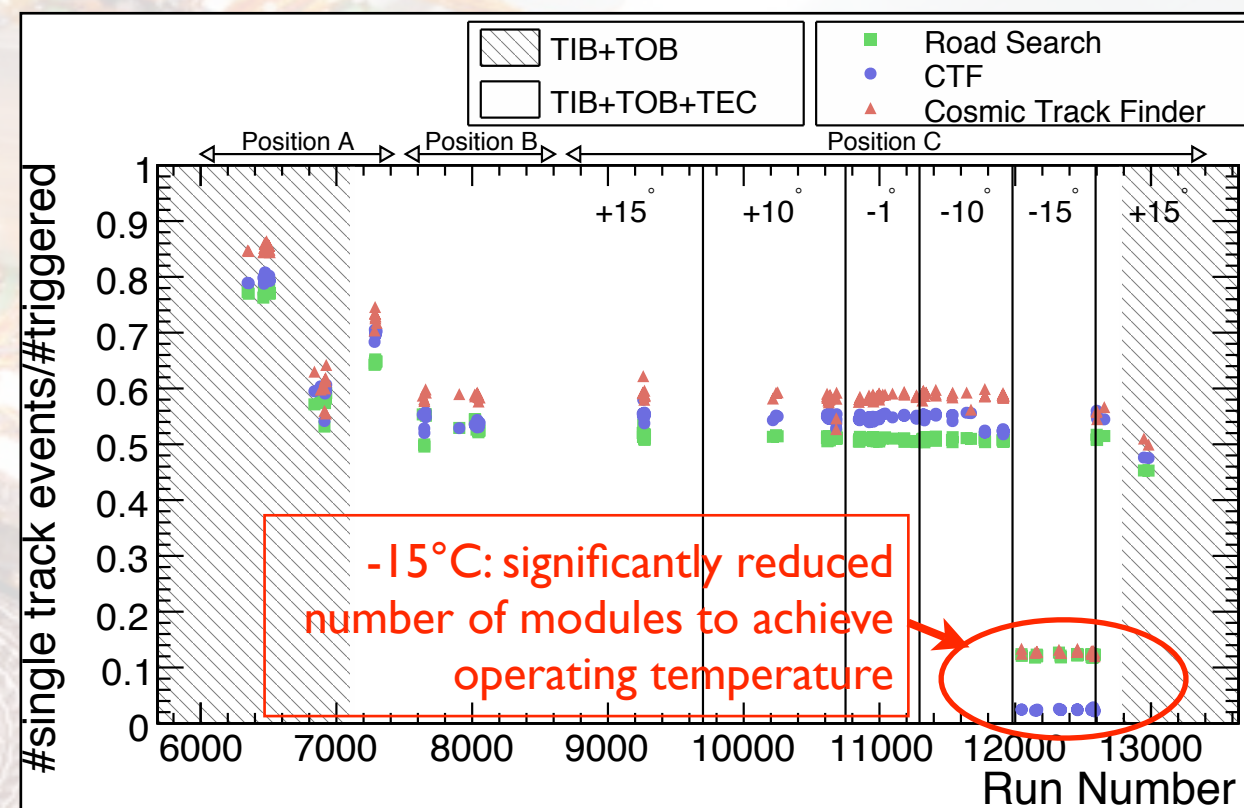 TIB+TOB
TIB+TOB+TEC
Road Search
CTF
Cosmic Track Finder
Position A
Position B
Position C
#single track events/#triggered
1
0.9
0.8
0.7
0.6
0.5
0.4
0.3
0.2
0.1
0
+15°
+10°
-1°
-10°
-15°
+15°
-15°C: significantly reduced
number of modules to achieve
operating temperature
6000 7000 8000 9000 10000 11000 12000 13000
Run Number